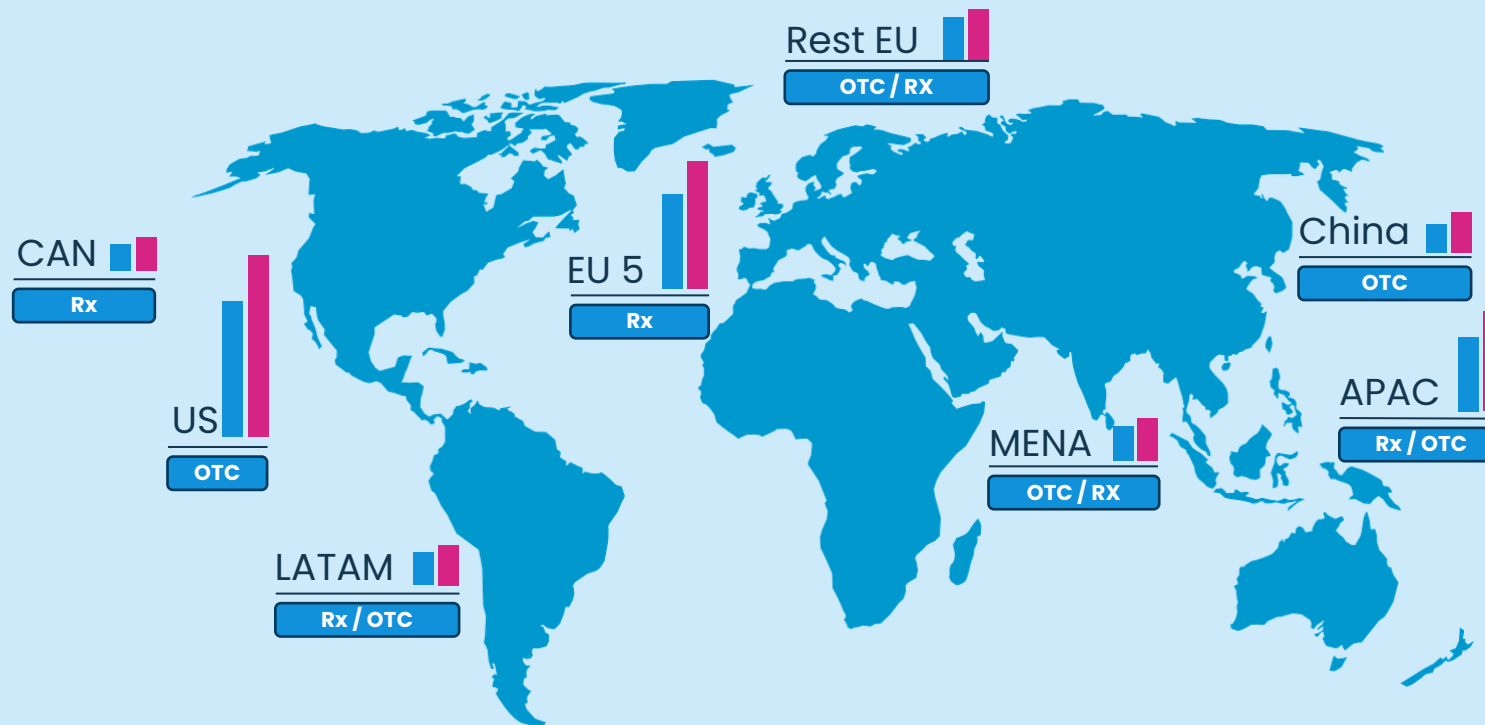 Rest EU
OTC / RX
CAN
Rx
EU 5
Rx
China
OTC
US
OTC
APAC
Rx / OTC
MENA
OTC / RX
LATAM
Rx / OTC